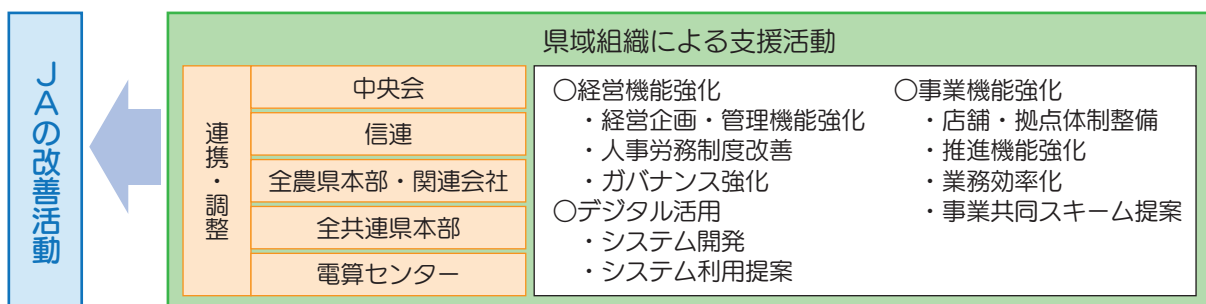 JAの改善活動
県域組織による支援活動
連携・調整
中央会
信連
全農県本部・関連会社
全共連県本部
電算センター
〇経営機能強化
・経営企画・管理機能強化
・人事労務制度改善
・ガバナンス強化
〇デジタル活用
・システム開発
・システム利用提案
〇事業機能強化
・店舗・拠点体制整備
・推進機能強化
・業務効率化
・事業共同スキーム提案